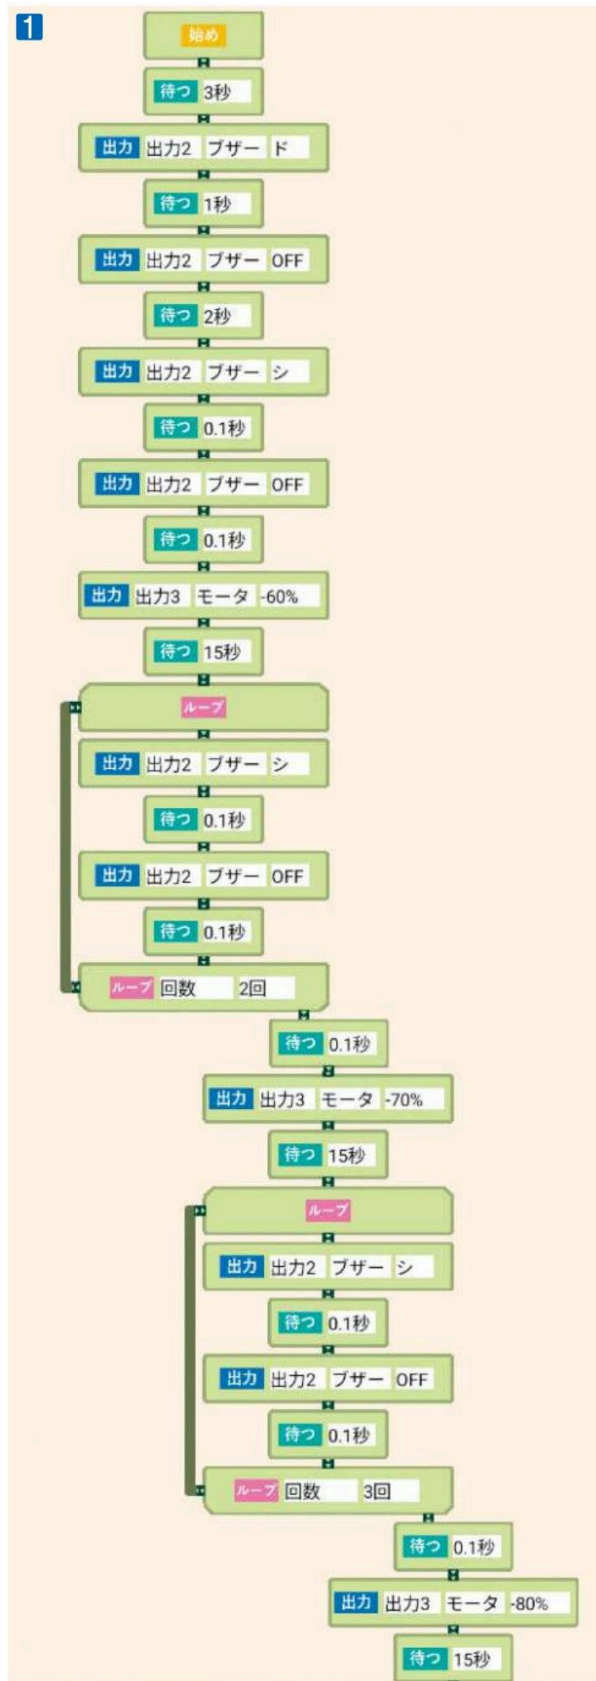 1
始め
待つ 3秒
出力 出力2 ブザー ド
待つ 1秒
出力 出力2 ブザー OFF
待つ 2秒
出力 出力2 ブザー シ
待つ 0.1秒
出力 出力2 ブザー OFF
待つ 0.1秒
出力 出力3 モータ -60%
待つ 15秒
ループ
出力 出力2 ブザー シ
待つ 0.1秒
出力 出力2 ブザー OFF
待つ 0.1秒
ループ 回数 2回
待つ 0.1秒
出力 出力3 モータ -70%
待つ 15秒
ループ
出力 出力2 ブザー シ
待つ 0.1秒
出力 出力2 ブザー OFF
待つ 0.1秒
ループ 回数 3回
待つ 0.1秒
出力 出力3 モータ -80%
待つ 15秒